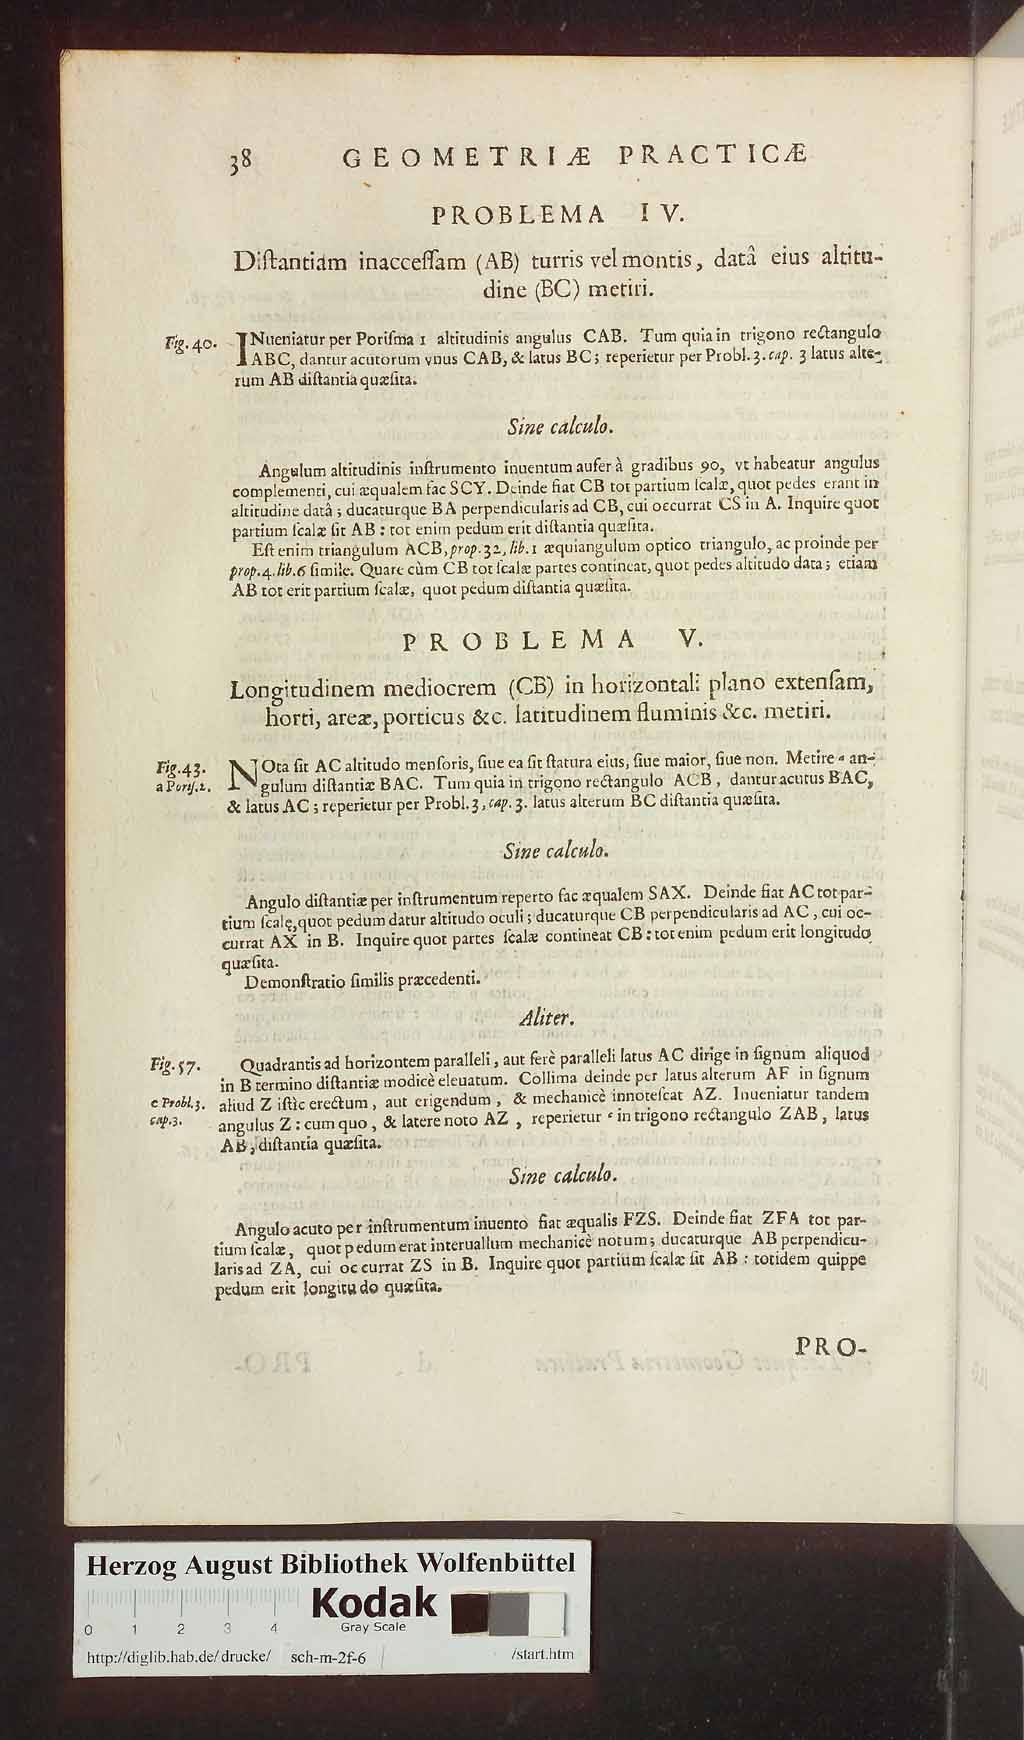 38 GEOMETRIÆ PRACTICÆ
PROBLEMA IV.
Diſtantiam inacceſſam (AB) turris vel montis, datâ eius altitu-
dine (BC) metiri.
Fig. 40. INueniatur per Poriſma 1 altitudinis angulus CAB. Tum quia in trigono rectangulo
ABC, dantur acutorum vnus CAB, & latus BC; reperietur per Probl. 3. cap. 3 latus alte-
rum AB diſtantia quæſita.
Sine calculo.
Angulum altitudinis inſtrumento inuentum aufer à gradibus 90, vt habeatur angulus
complementi, cui æqualem fac SCY. Deinde fiat CB tot partium ſcalæ, quot pedes erant in
altitudine datâ; ducaturque BA perpendicularis ad CB, cui occurrat CS in A. Inquire quot
partium ſcalæ ſit AB: tot enim pedum erit diſtantia quæſita.
Eſt enim triangulum ACB, prop. 32, lib. 1 æquiangulum optico triangulo, ac proinde per
prop. 4. lib. 6 ſimile. Quare cùm CB tot ſcalæ partes contineat, quot pedes altitudo data; etiam
AB tot erit partium ſcalæ, quot pedum diſtantia quæſita.
PROBLEMA V.
Longitudinem mediocrem (CB) in horizontali plano extenſam,
horti, areæ, porticus &c. latitudinem fluminis &c. metiri.
Fig. 43. NOta ſit AC altitudo menſoris, ſiue ea ſit ſtatura eius, ſiue maior, ſiue non. Metire a an-
a Poriſ. 2. gulum diſtantiæ BAC. Tum quia in trigono rectangulo ACB, dantur acutus BAC,
& latus AC; reperietur per Probl. 3, cap. 3. latus alterum BC diſtantia quæſita.
Sine calculo.
Angulo diſtantiæ per inſtrumentum reperto fac æqualem SAX. Deinde fiat AC tot par-
tium ſcalę, quot pedum datur altitudo oculi; ducaturque CB perpendicularis ad AC, cui oc-
currat AX in B. Inquire quot partes ſcalæ contineat CB: tot enim pedum erit longitudo
quæſita.
Demonſtratio ſimilis præcedenti.
Aliter.
Fig. 57. Quadrantis ad horizontem paralleli, aut ferè paralleli latus AC dirige in ſignum aliquod
in B termino diſtantiæ modicè eleuatum. Collima deinde per latus alterum AF in ſignum
c Probl. 3. aliud Z iſtîc erectum, aut erigendum, & mechanicè innoteſcat AZ. Inueniatur tandem
cap. 3. angulus Z: cum quo, & latere noto AZ, reperietur c in trigono rectangulo ZAB, latus
AB, diſtantia quæſita.
Sine calculo.
Angulo acuto per inſtrumentum inuento fiat æqualis FZS. Deinde fiat ZFA tot par-
tium ſcalæ, quot pedum erat interuallum mechanicè notum; ducaturque AB perpendicu-
laris ad ZA, cui occurrat ZS in B. Inquire quot partium ſcalæ ſit AB: totidem quippe
pedum erit longitudo quæſita.
PRO-
Herzog August Bibliothek Wolfenbüttel
Kodak
Gray Scale
0 1 2 3 4
http://diglib.hab.de/drucke/ sch-m-2f-6 /start.htm